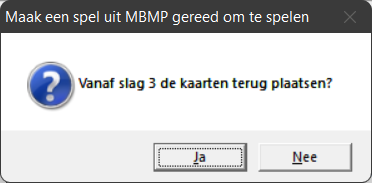 Maak een spel uit MBMP gereed om te spelen
Vanaf slag 3 de kaarten terug plaatsen?
Ja
Nee